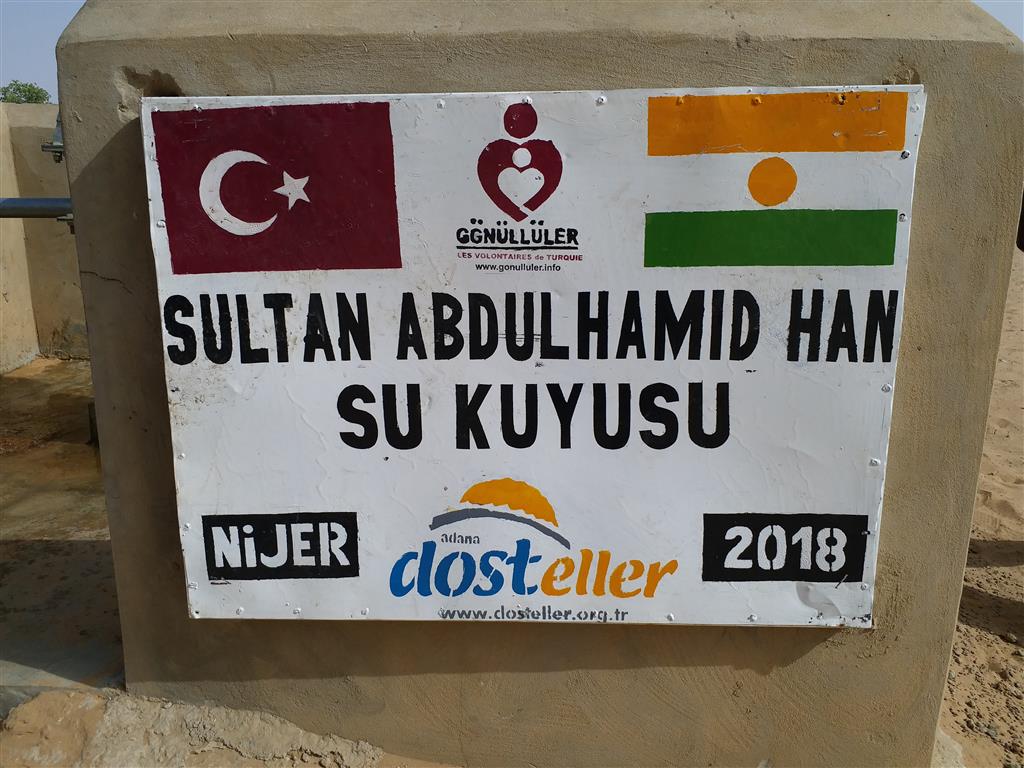 GÖNÜLLÜLER
LES VOLONTAIRES de TURQUIE
www.gonulluler.info
SULTAN ABDULHAMID HAN
SU KUYUSU
NiJER
adana
dosteller
www.dosteller.org.tr
2018